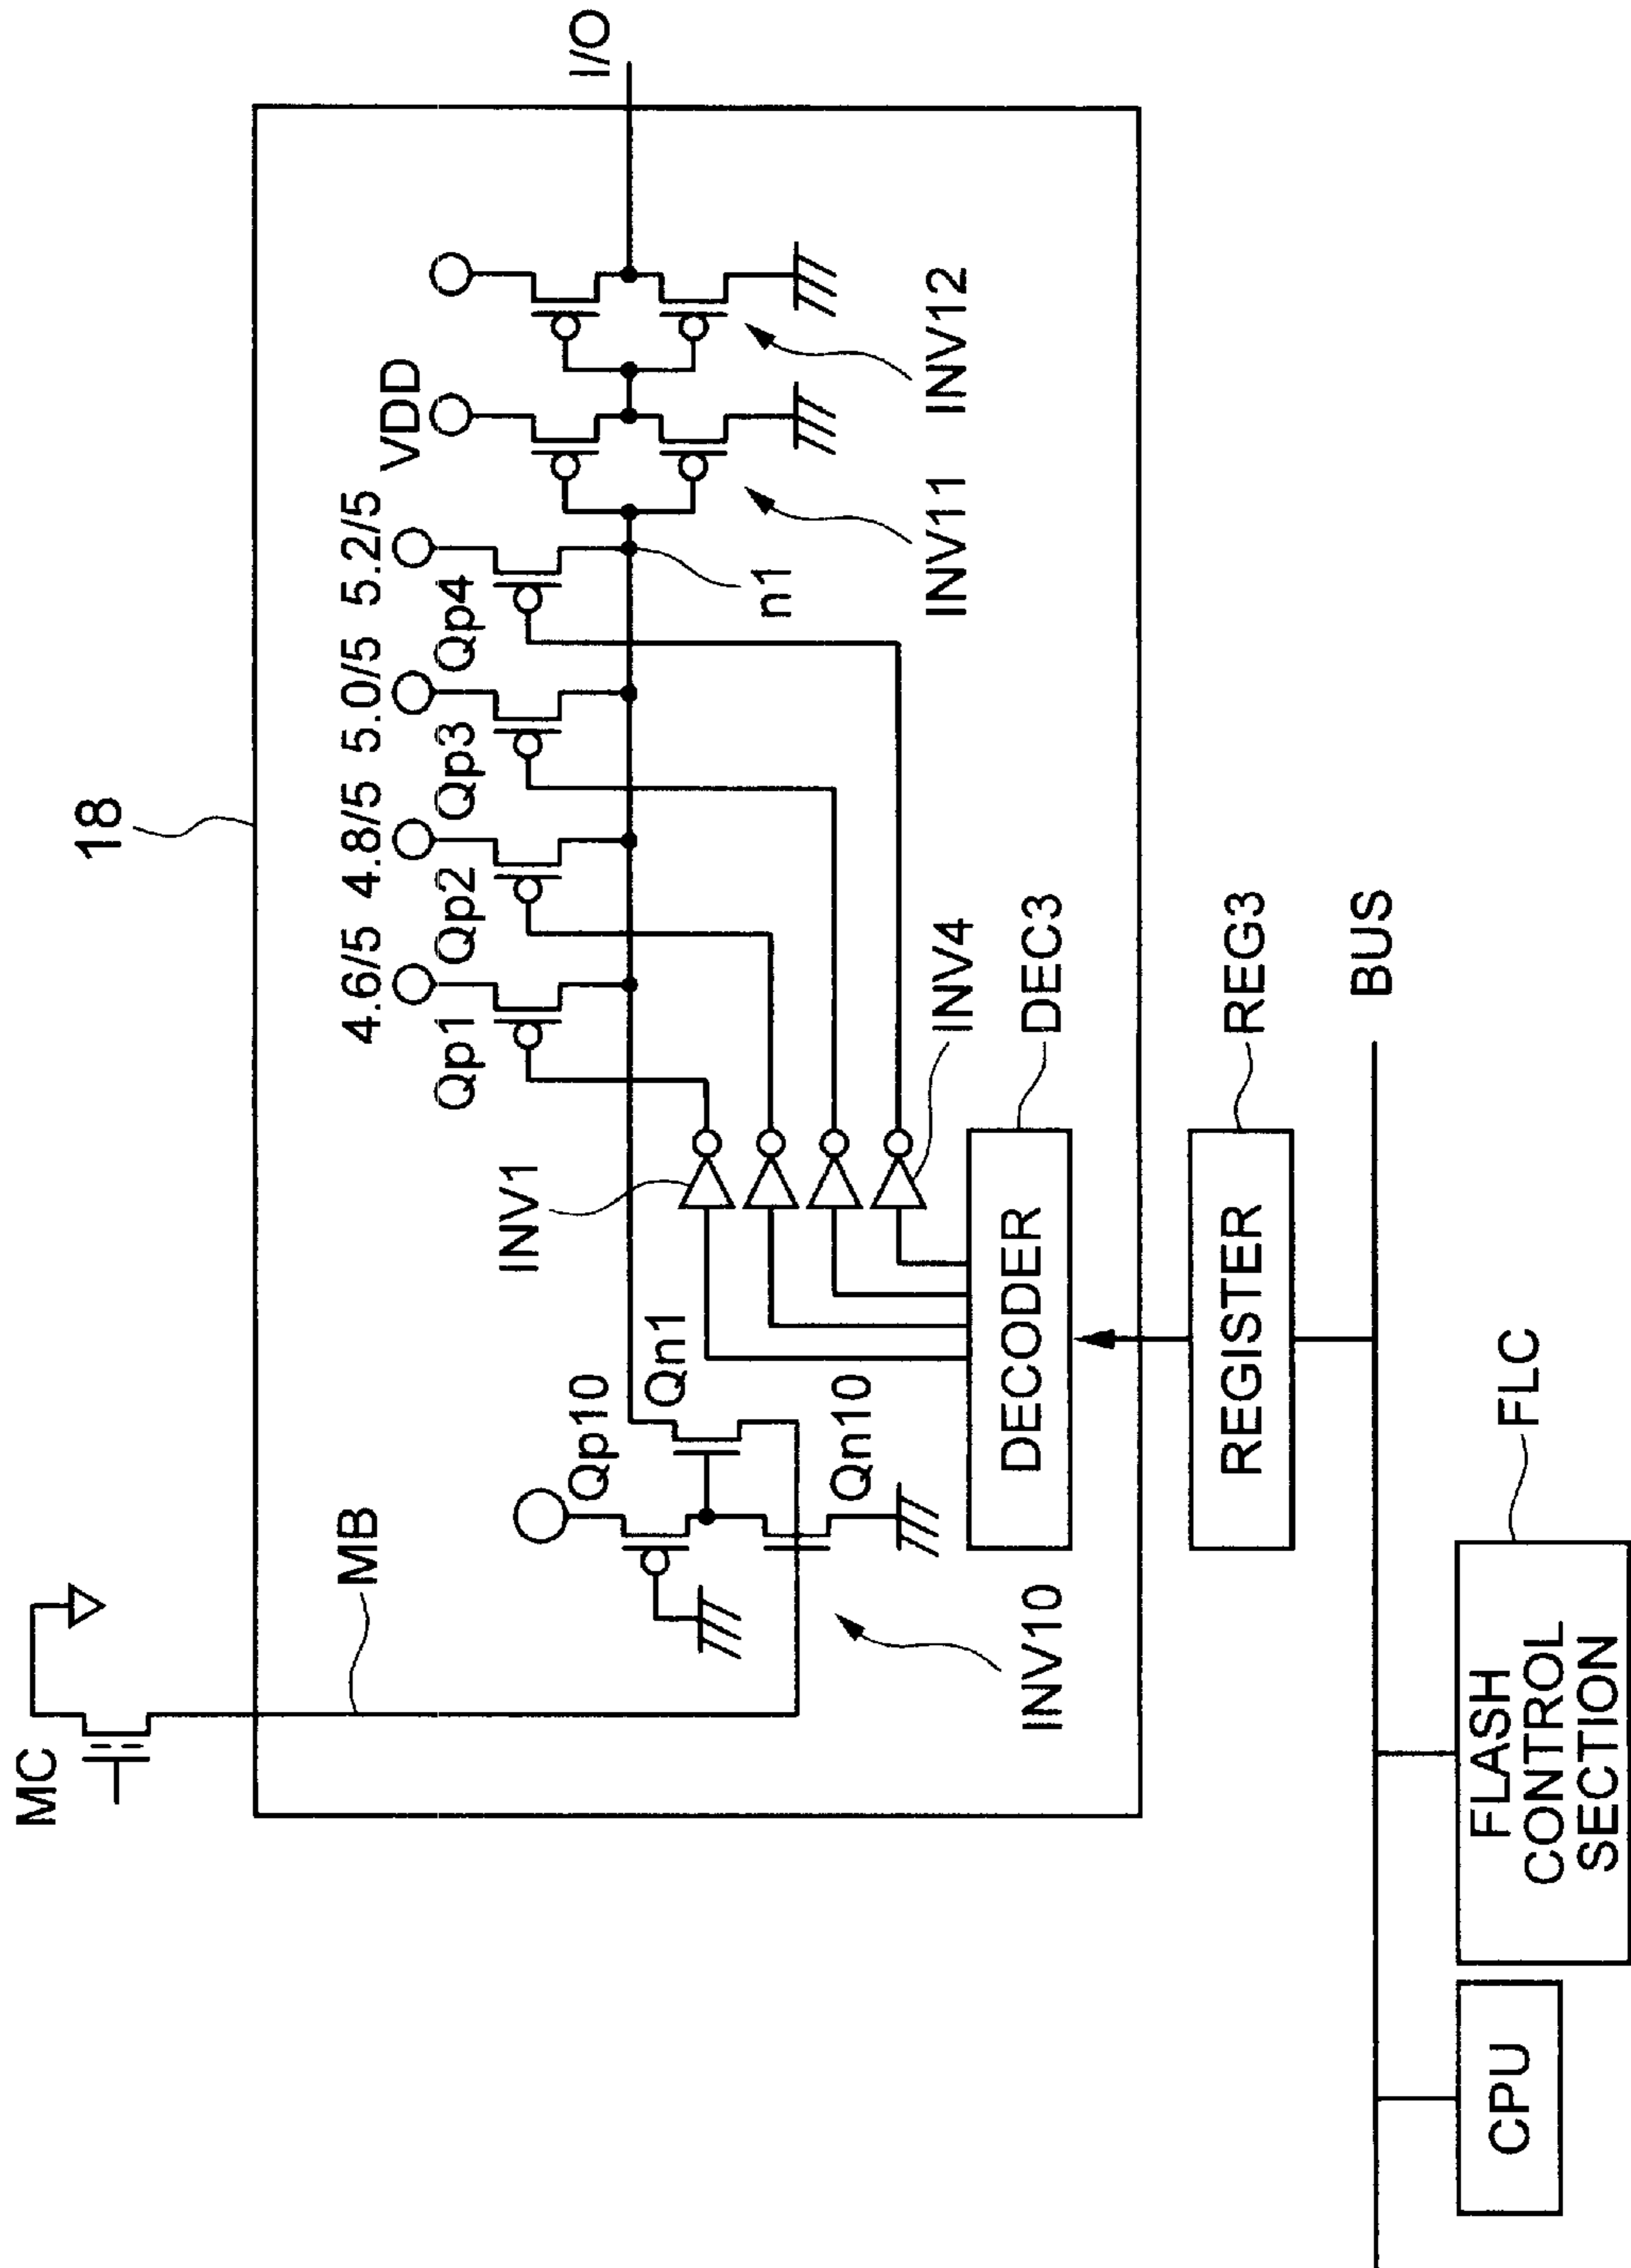 18
MC
MB
I/O
4.6/5 4.8/5 5.0/5 5.2/5
VDD
Qp1
Qp2
Qp3
Qp4
Qp10
Qn1
Qn10
n1
INV10
INV1
INV4
INV11
INV12
DECODER
DEC3
REGISTER
REG3
BUS
CPU
FLASH
CONTROL
SECTION
FLC